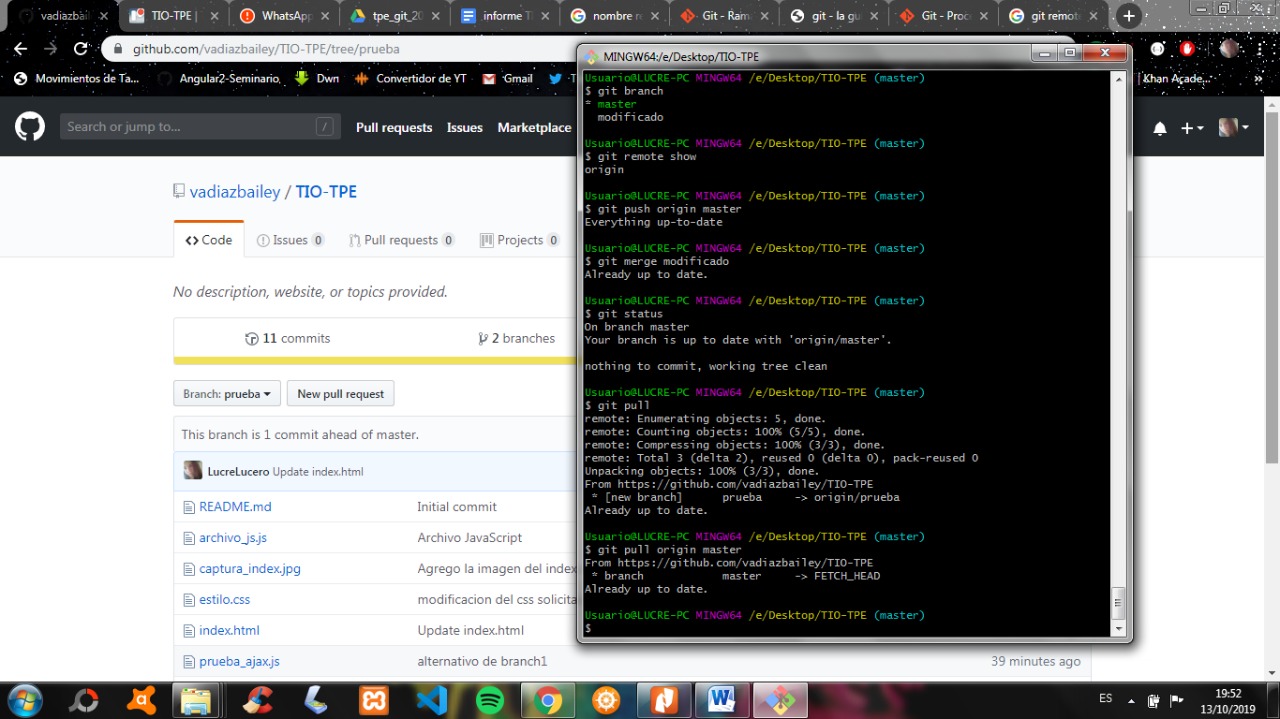 vadiazbailey
TIO-TPE
WhatsApp
tpe_git_20
informe TI
nombre re
Git - Rama
git - la gu
Git - Proc
git remot
github.com/vadiazbailey/TIO-TPE/tree/prueba
Movimientos de Ta...
Angular2-Seminario,
Dwn
Convertidor de YT
Gmail
T
Khan Açade...
»
Search or jump to...
/
Pull requests
Issues
Marketplace
vadiazbailey / TIO-TPE
Code
Issues 0
Pull requests 0
Projects 0
No description, website, or topics provided.
11 commits
2 branches
Branch: prueba
New pull request
This branch is 1 commit ahead of master.
LucreLucero Update index.html
README.md Initial commit
archivo_js.js Archivo JavaScript
captura_index.jpg Agrego la imagen del index
estilo.css modificacion del css solicita
index.html Update index.html
prueba_ajax.js alternativo de branch1 39 minutes ago
MINGW64:/e/Desktop/TIO-TPE
Usuario@LUCRE-PC MINGW64 /e/Desktop/TIO-TPE (master)
$ git branch
* master
modificado
Usuario@LUCRE-PC MINGW64 /e/Desktop/TIO-TPE (master)
$ git remote show
origin
Usuario@LUCRE-PC MINGW64 /e/Desktop/TIO-TPE (master)
$ git push origin master
Everything up-to-date
Usuario@LUCRE-PC MINGW64 /e/Desktop/TIO-TPE (master)
$ git merge modificado
Already up to date.
Usuario@LUCRE-PC MINGW64 /e/Desktop/TIO-TPE (master)
$ git status
On branch master
Your branch is up to date with 'origin/master'.
nothing to commit, working tree clean
Usuario@LUCRE-PC MINGW64 /e/Desktop/TIO-TPE (master)
$ git pull
remote: Enumerating objects: 5, done.
remote: Counting objects: 100% (5/5), done.
remote: Compressing objects: 100% (3/3), done.
remote: Total 3 (delta 2), reused 0 (delta 0), pack-reused 0
Unpacking objects: 100% (3/3), done.
From https://github.com/vadiazbailey/TIO-TPE
* [new branch] prueba -> origin/prueba
Already up to date.
Usuario@LUCRE-PC MINGW64 /e/Desktop/TIO-TPE (master)
$ git pull origin master
From https://github.com/vadiazbailey/TIO-TPE
* branch master -> FETCH_HEAD
Already up to date.
Usuario@LUCRE-PC MINGW64 /e/Desktop/TIO-TPE (master)
$
ES
19:52
13/10/2019